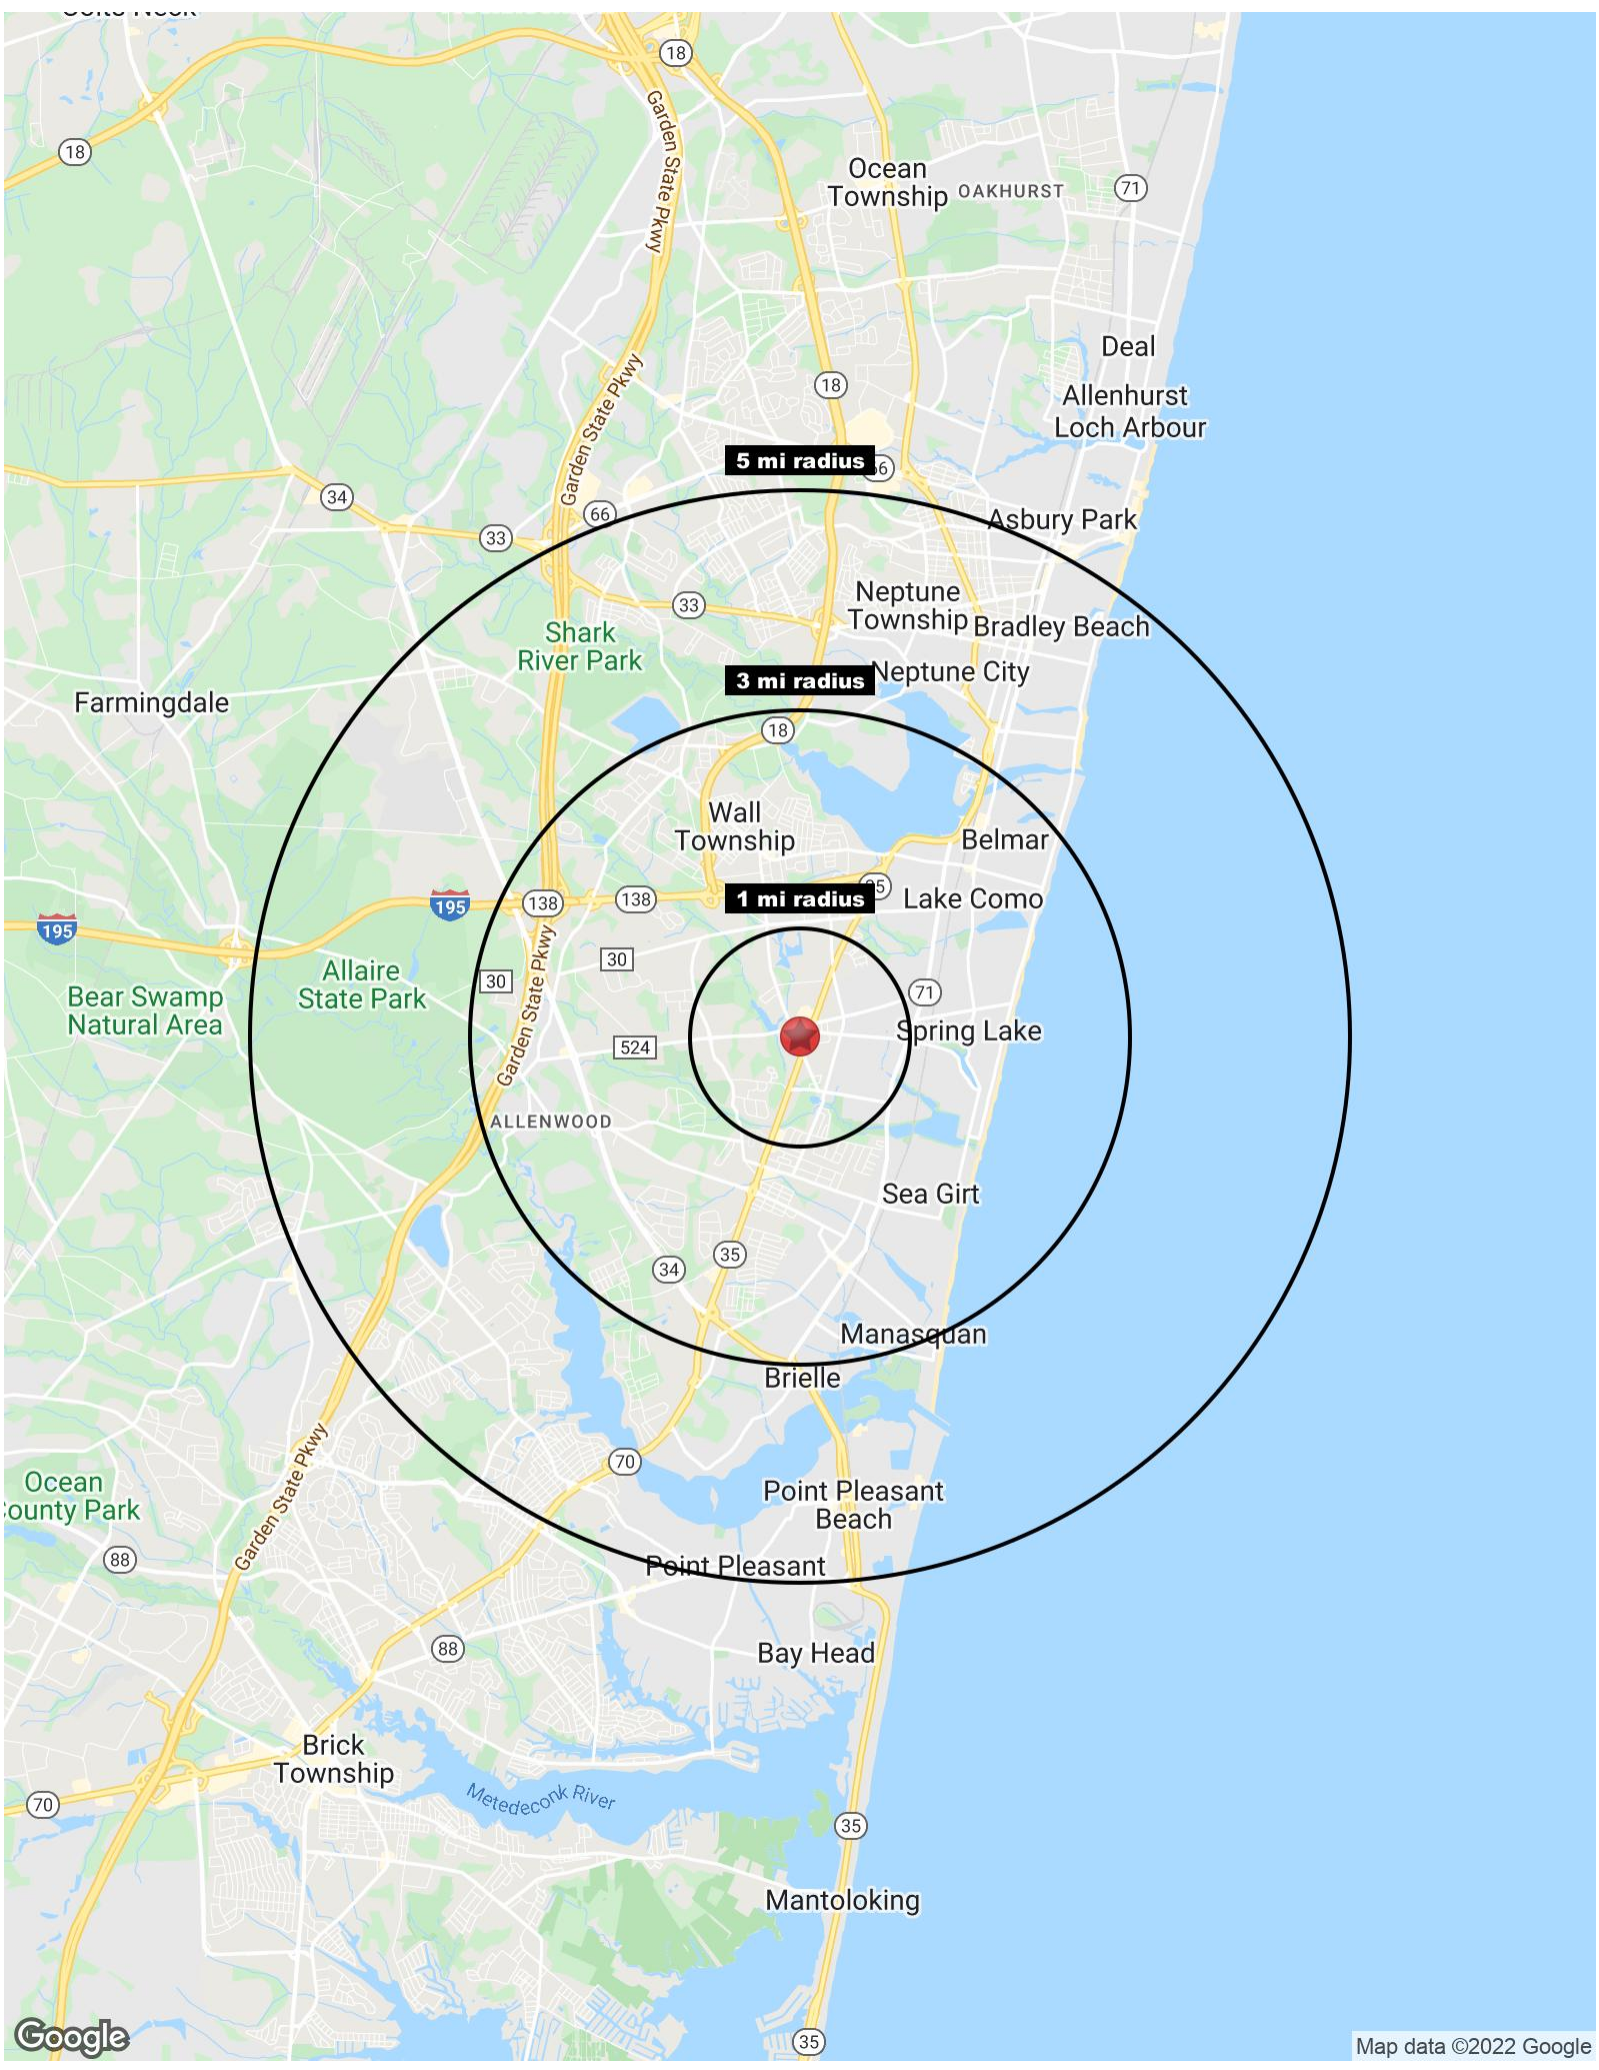 18
18
Garden State Pkwy
Ocean
Township
OAKHURST
71
Deal
Allenhurst
Loch Arbour
18
Garden State Pkwy
5 mi radius
34
66
33
Asbury Park
33
Neptune
Township
Bradley Beach
Shark
River Park
Neptune City
3 mi radius
Farmingdale
18
Wall
Township
Belmar
1 mi radius
Lake Como
195
138
138
195
30
30
Allaire
State Park
Bear Swamp
Natural Area
Garden State Pkwy
71
Spring Lake
524
ALLENWOOD
Sea Girt
35
34
Manasquan
Brielle
Garden State Pkwy
70
Ocean
County Park
Point Pleasant
Beach
88
Point Pleasant
88
Bay Head
Brick
Township
Metedeconk River
70
35
Mantoloking
35
Google
Map data ©2022 Google